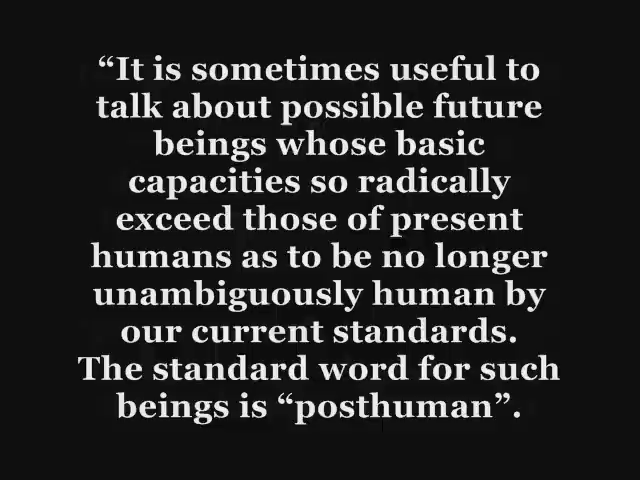 “It is sometimes useful to
talk about possible future
beings whose basic
capacities so radically
exceed those of present
humans as to be no longer
unambiguously human by
our current standards.
The standard word for such
beings is “posthuman”.